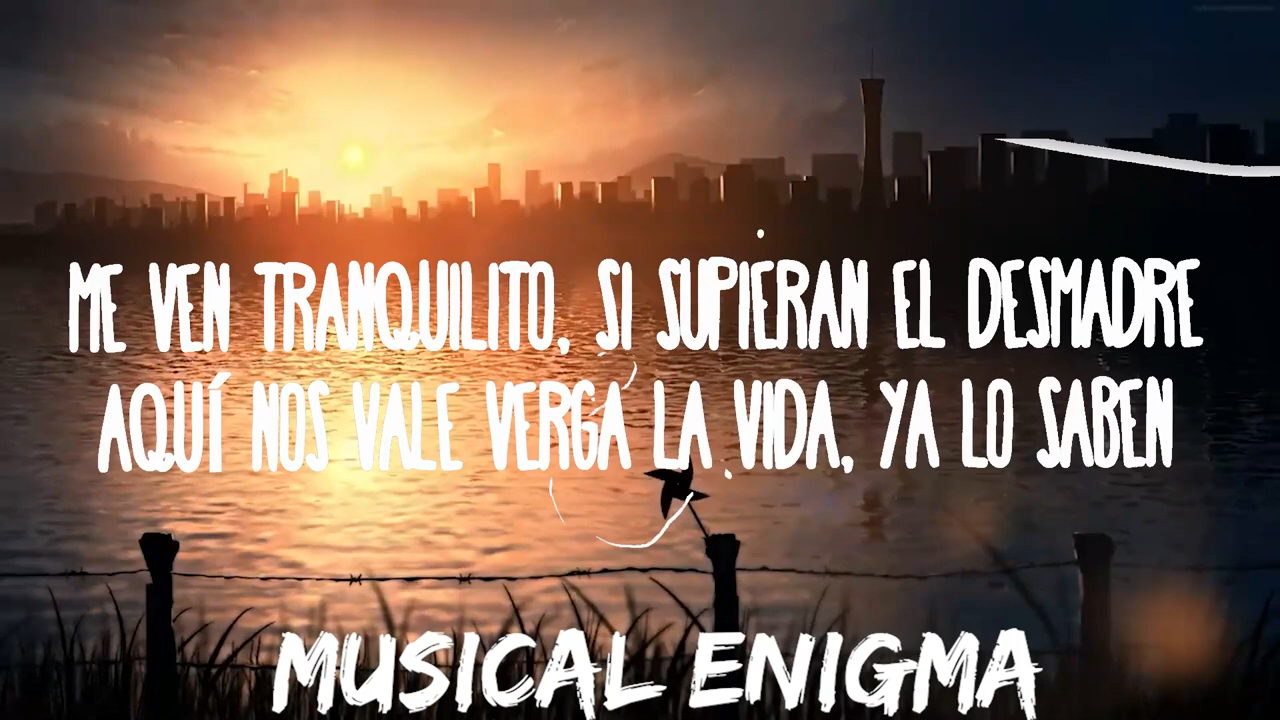 ME VEN TRANQUILITO, SI SUPIERAN EL DESMADRE
AQUÍ NOS VALE VERGA LA VIDA, YA LO SABEN
MUSICAL ENIGMA